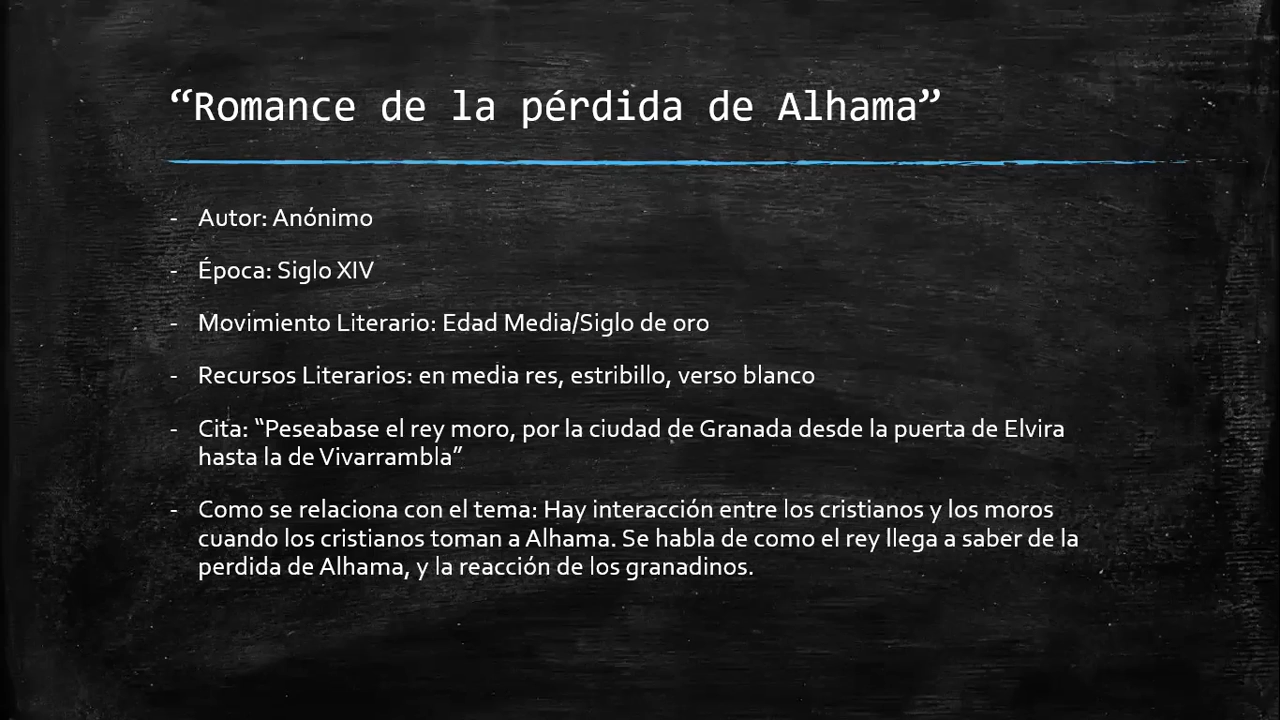 “Romance de la pérdida de Alhama”
- Autor: Anónimo
- Época: Siglo XIV
- Movimiento Literario: Edad Media/Siglo de oro
- Recursos Literarios: en media res, estribillo, verso blanco
- Cita: “Peseabase el rey moro, por la ciudad de Granada desde la puerta de Elvira
hasta la de Vivarrambla”
- Como se relaciona con el tema: Hay interacción entre los cristianos y los moros
cuando los cristianos toman a Alhama. Se habla de como el rey llega a saber de la
perdida de Alhama, y la reacción de los granadinos.